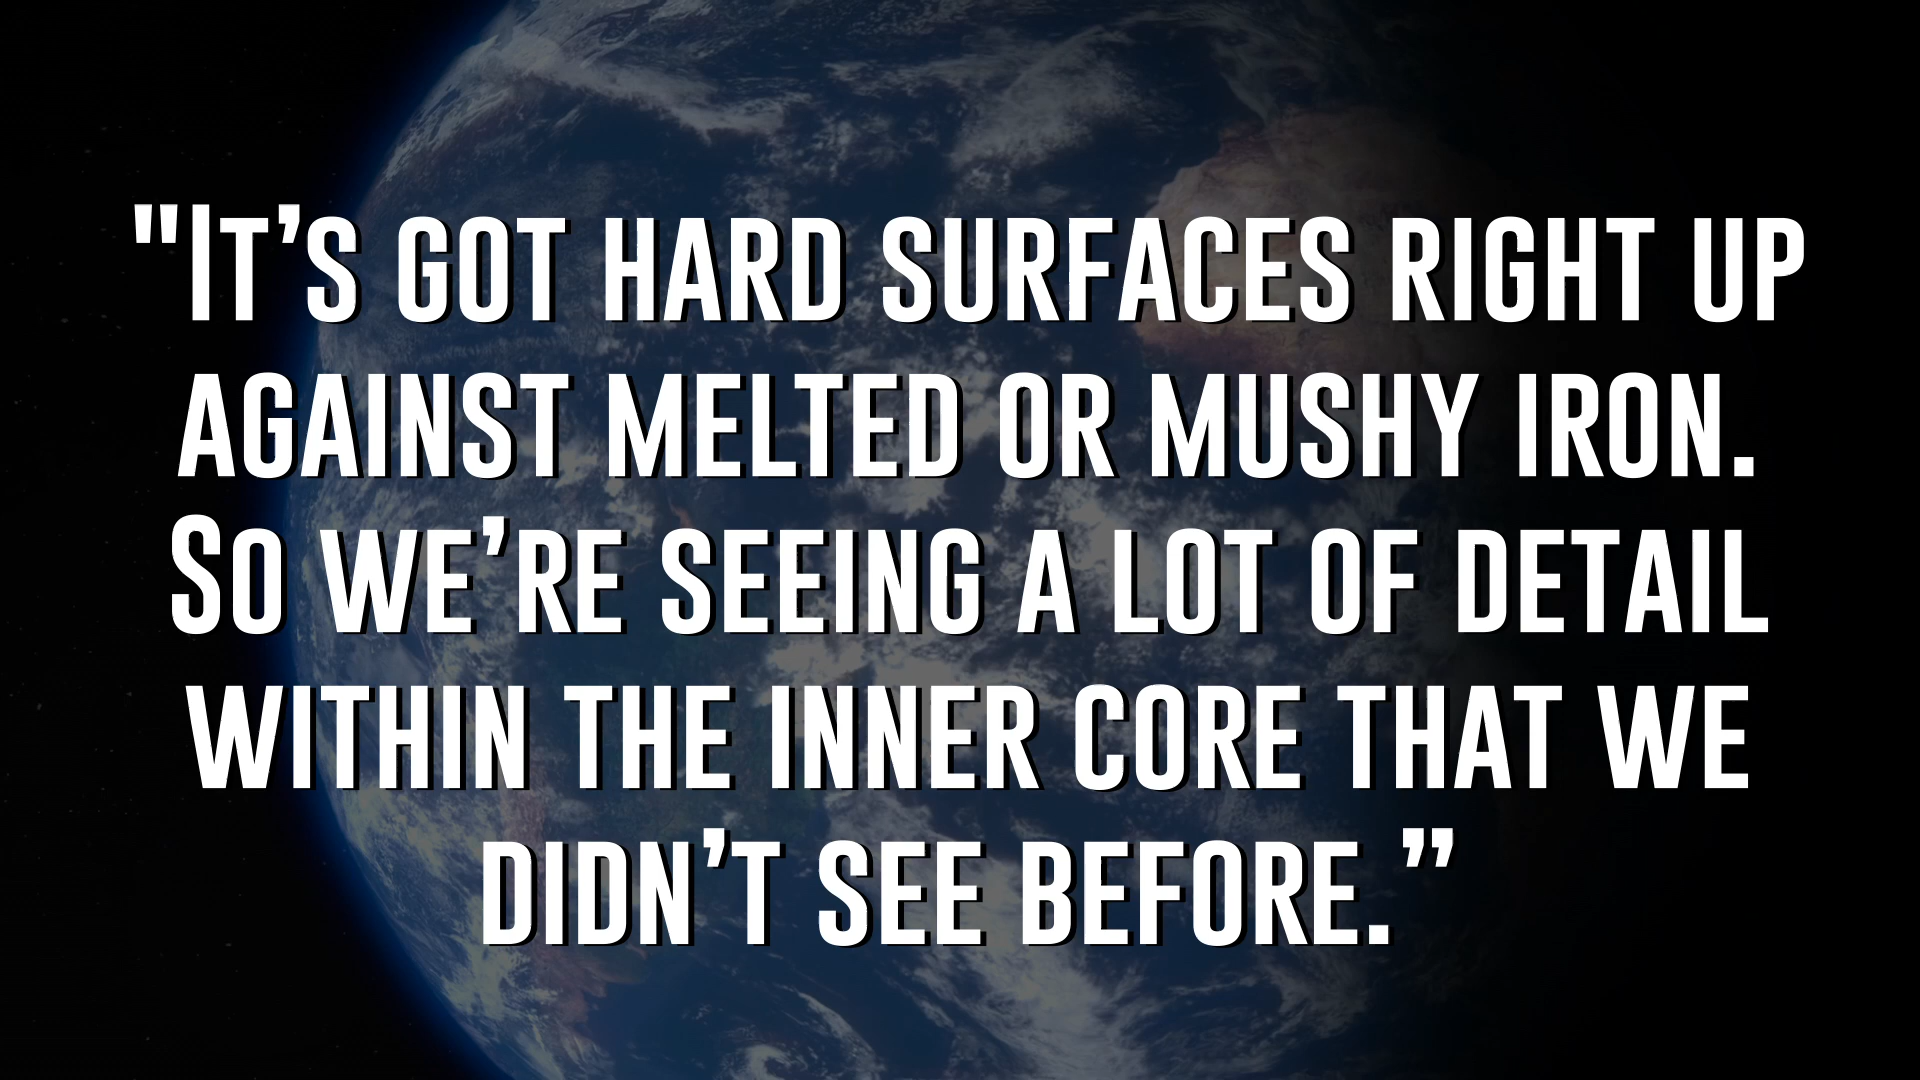 "It’s got hard surfaces right up
against melted or mushy iron.
So we’re seeing a lot of detail
within the inner core that we
didn’t see before.”